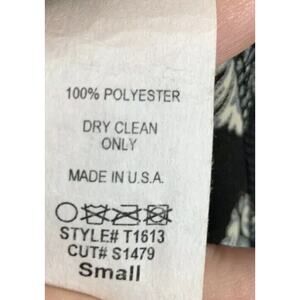 100% POLYESTER
DRY CLEAN
ONLY
MADE IN U.S.A.
STYLE# T1613
CUT# S1479
Small